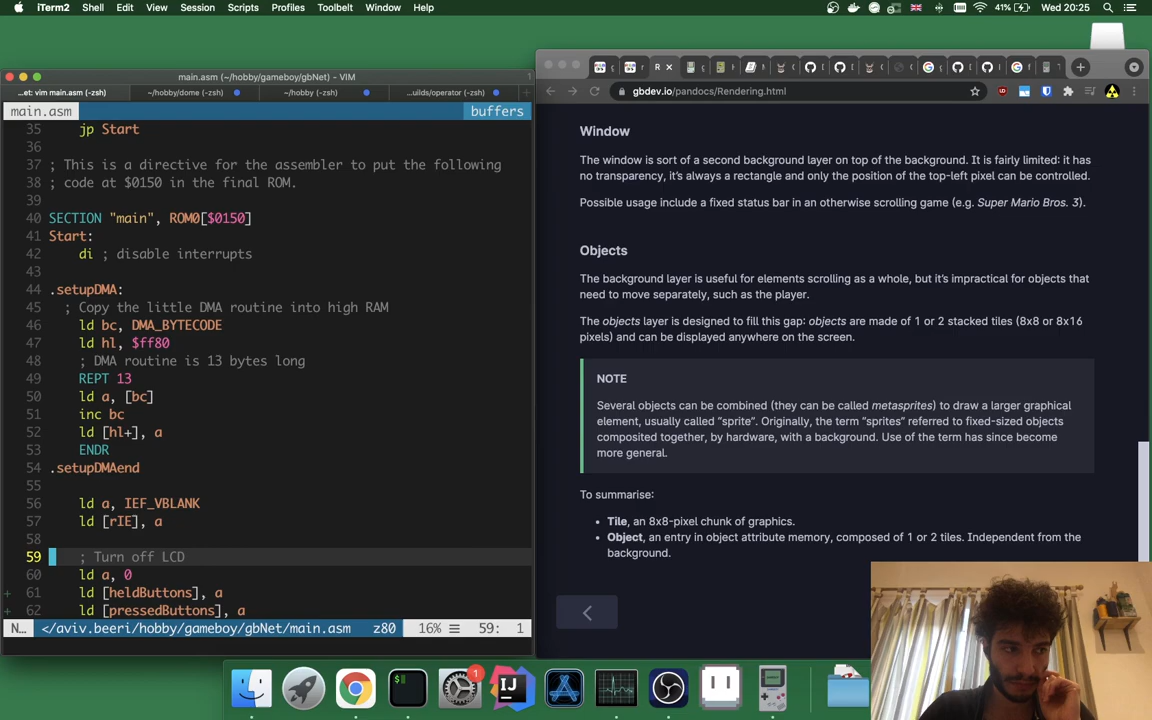 iTerm2 Shell Edit View Session Scripts Profiles Toolbelt Window Help 41% Wed 20:25
main.asm (~/hobby/gameboy/gbNet) - VIM
...et: vim main.asm (-zsh) ~/hobby/dome (-zsh) ~/hobby (-zsh) ...uilds/operator (-zsh)
main.asm buffers
35 jp Start
36
37 ; This is a directive for the assembler to put the following
38 ; code at $0150 in the final ROM.
39
40 SECTION "main", ROM0[$0150]
41 Start:
42 di ; disable interrupts
43
44 .setupDMA:
45 ; Copy the little DMA routine into high RAM
46 ld bc, DMA_BYTECODE
47 ld hl, $ff80
48 ; DMA routine is 13 bytes long
49 REPT 13
50 ld a, [bc]
51 inc bc
52 ld [hl+], a
53 ENDR
54 .setupDMAend
55
56 ld a, IEF_VBLANK
57 ld [rIE], a
58
59 ; Turn off LCD
60 ld a, 0
+ 61 ld [heldButtons], a
+ 62 ld [pressedButtons], a
N... </aviv.beeri/hobby/gameboy/gbNet/main.asm z80 16% ☰ 59: 1
gbdev.io/pandocs/Rendering.html
Window
The window is sort of a second background layer on top of the background. It is fairly limited: it has
no transparency, it's always a rectangle and only the position of the top-left pixel can be controlled.
Possible usage include a fixed status bar in an otherwise scrolling game (e.g. Super Mario Bros. 3).
Objects
The background layer is useful for elements scrolling as a whole, but it's impractical for objects that
need to move separately, such as the player.
The objects layer is designed to fill this gap: objects are made of 1 or 2 stacked tiles (8x8 or 8x16
pixels) and can be displayed anywhere on the screen.
NOTE
Several objects can be combined (they can be called metasprites) to draw a larger graphical
element, usually called "sprite". Originally, the term "sprites" referred to fixed-sized objects
composited together, by hardware, with a background. Use of the term has since become
more general.
To summarise:
• Tile, an 8x8-pixel chunk of graphics.
• Object, an entry in object attribute memory, composed of 1 or 2 tiles. Independent from the
background.
1